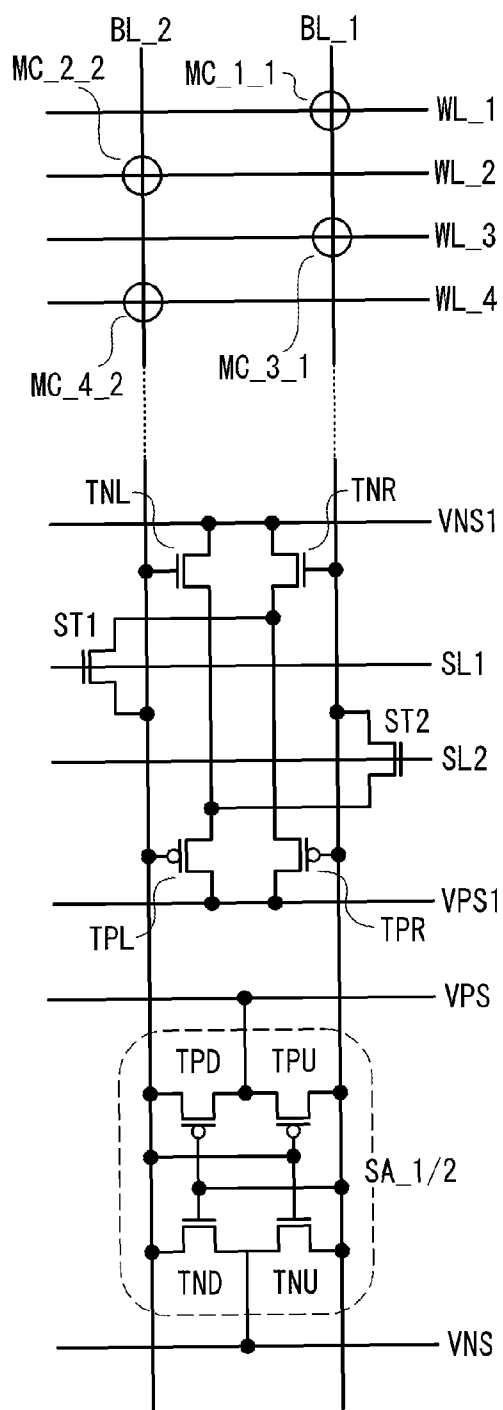 BL_2 BL_1
MC_2_2 MC_1_1
WL_1
WL_2
WL_3
WL_4
MC_4_2 MC_3_1
TNL TNR
VNS1
ST1
SL1
ST2
SL2
TPL TPR
VPS1
VPS
TPD TPU
SA_1/2
TND TNU
VNS